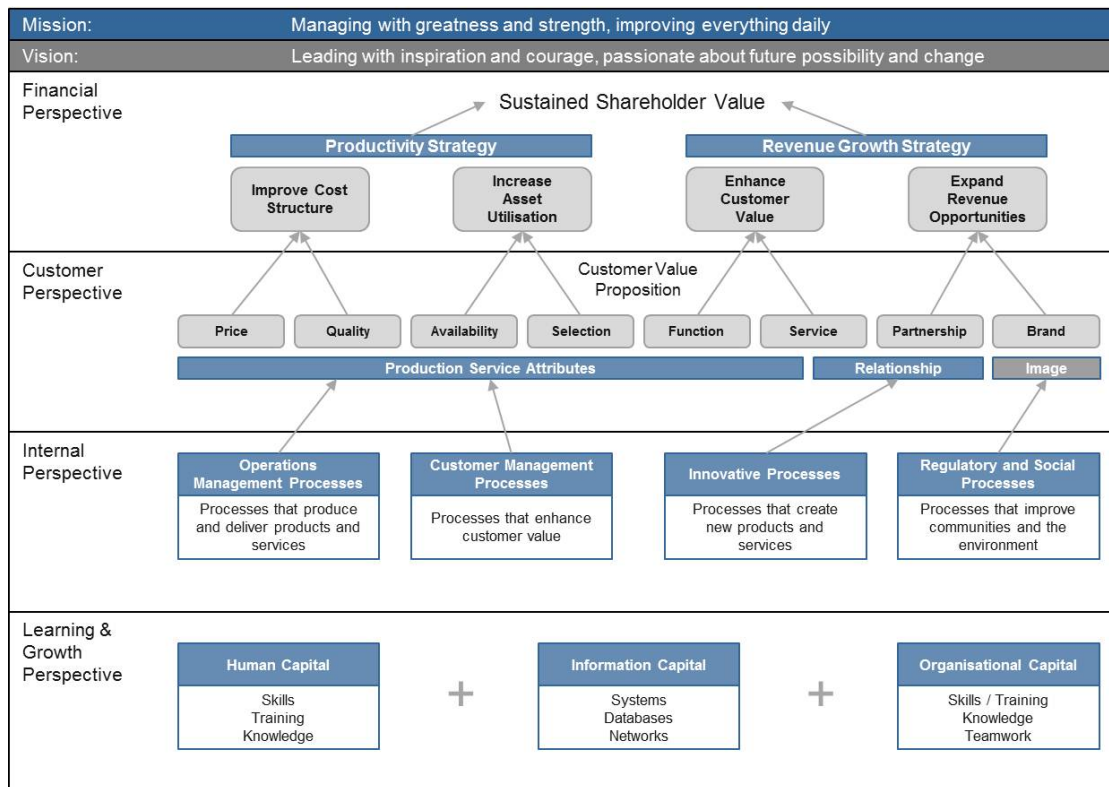 Mission: Managing with greatness and strength, improving everything daily
Vision: Leading with inspiration and courage, passionate about future possibility and change
Financial
Perspective
Sustained Shareholder Value
Productivity Strategy
Revenue Growth Strategy
Improve Cost
Structure
Increase
Asset
Utilisation
Enhance
Customer
Value
Expand
Revenue
Opportunities
Customer
Perspective
Customer Value
Proposition
Price
Quality
Availability
Selection
Function
Service
Partnership
Brand
Production Service Attributes
Relationship
Image
Internal
Perspective
Operations
Management Processes
Processes that produce
and deliver products and
services
Customer Management
Processes
Processes that enhance
customer value
Innovative Processes
Processes that create
new products and
services
Regulatory and Social
Processes
Processes that improve
communities and the
environment
Learning &
Growth
Perspective
Human Capital
Skills
Training
Knowledge
+
Information Capital
Systems
Databases
Networks
+
Organisational Capital
Skills / Training
Knowledge
Teamwork